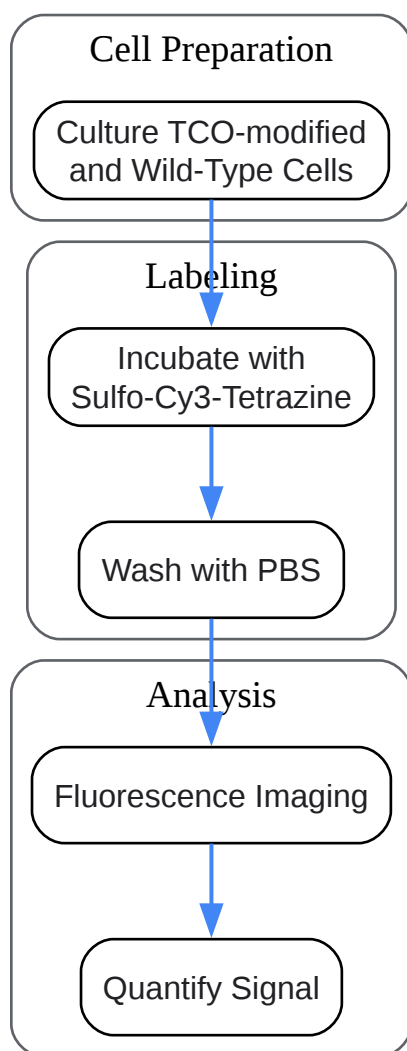 Cell Preparation
Culture TCO-modified
and Wild-Type Cells
Labeling
Incubate with
Sulfo-Cy3-Tetrazine
Wash with PBS
Analysis
Fluorescence Imaging
Quantify Signal